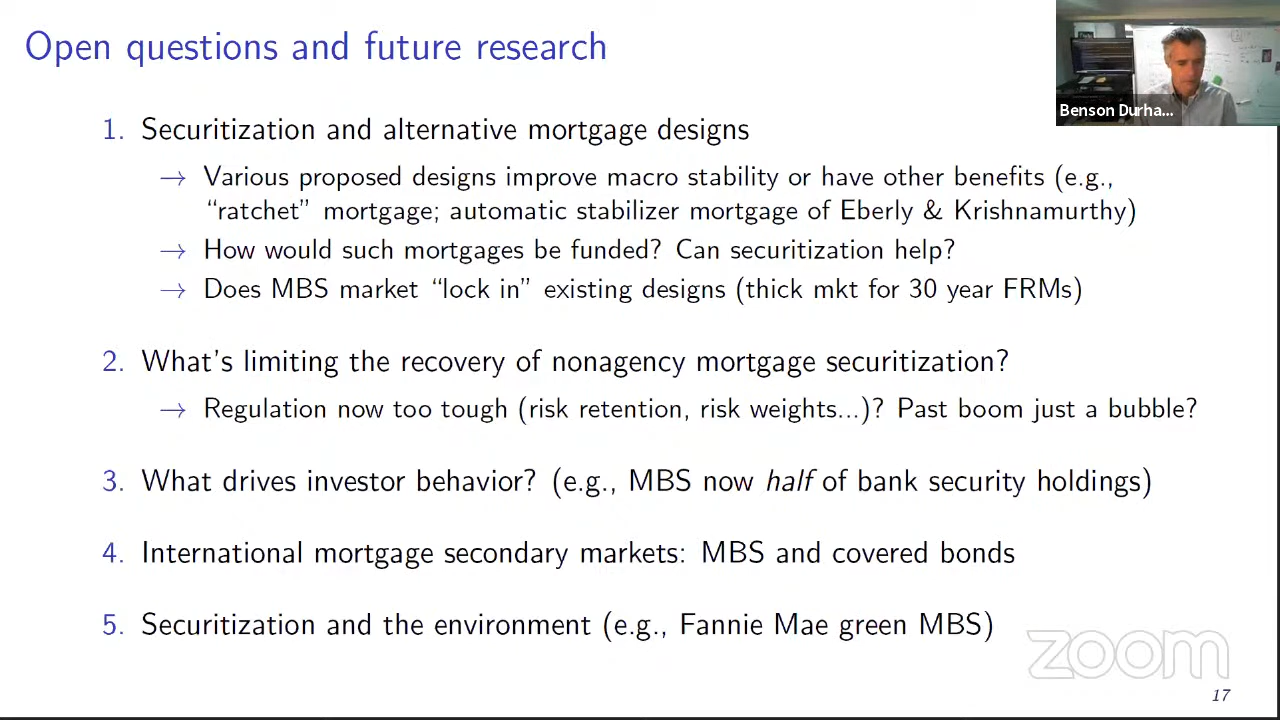 Open questions and future research
Benson Durha...
1. Securitization and alternative mortgage designs
→ Various proposed designs improve macro stability or have other benefits (e.g.,
“ratchet” mortgage; automatic stabilizer mortgage of Eberly & Krishnamurthy)
→ How would such mortgages be funded? Can securitization help?
→ Does MBS market “lock in” existing designs (thick mkt for 30 year FRMs)
2. What's limiting the recovery of nonagency mortgage securitization?
→ Regulation now too tough (risk retention, risk weights...)? Past boom just a bubble?
3. What drives investor behavior? (e.g., MBS now half of bank security holdings)
4. International mortgage secondary markets: MBS and covered bonds
5. Securitization and the environment (e.g., Fannie Mae green MBS)
zoom
17